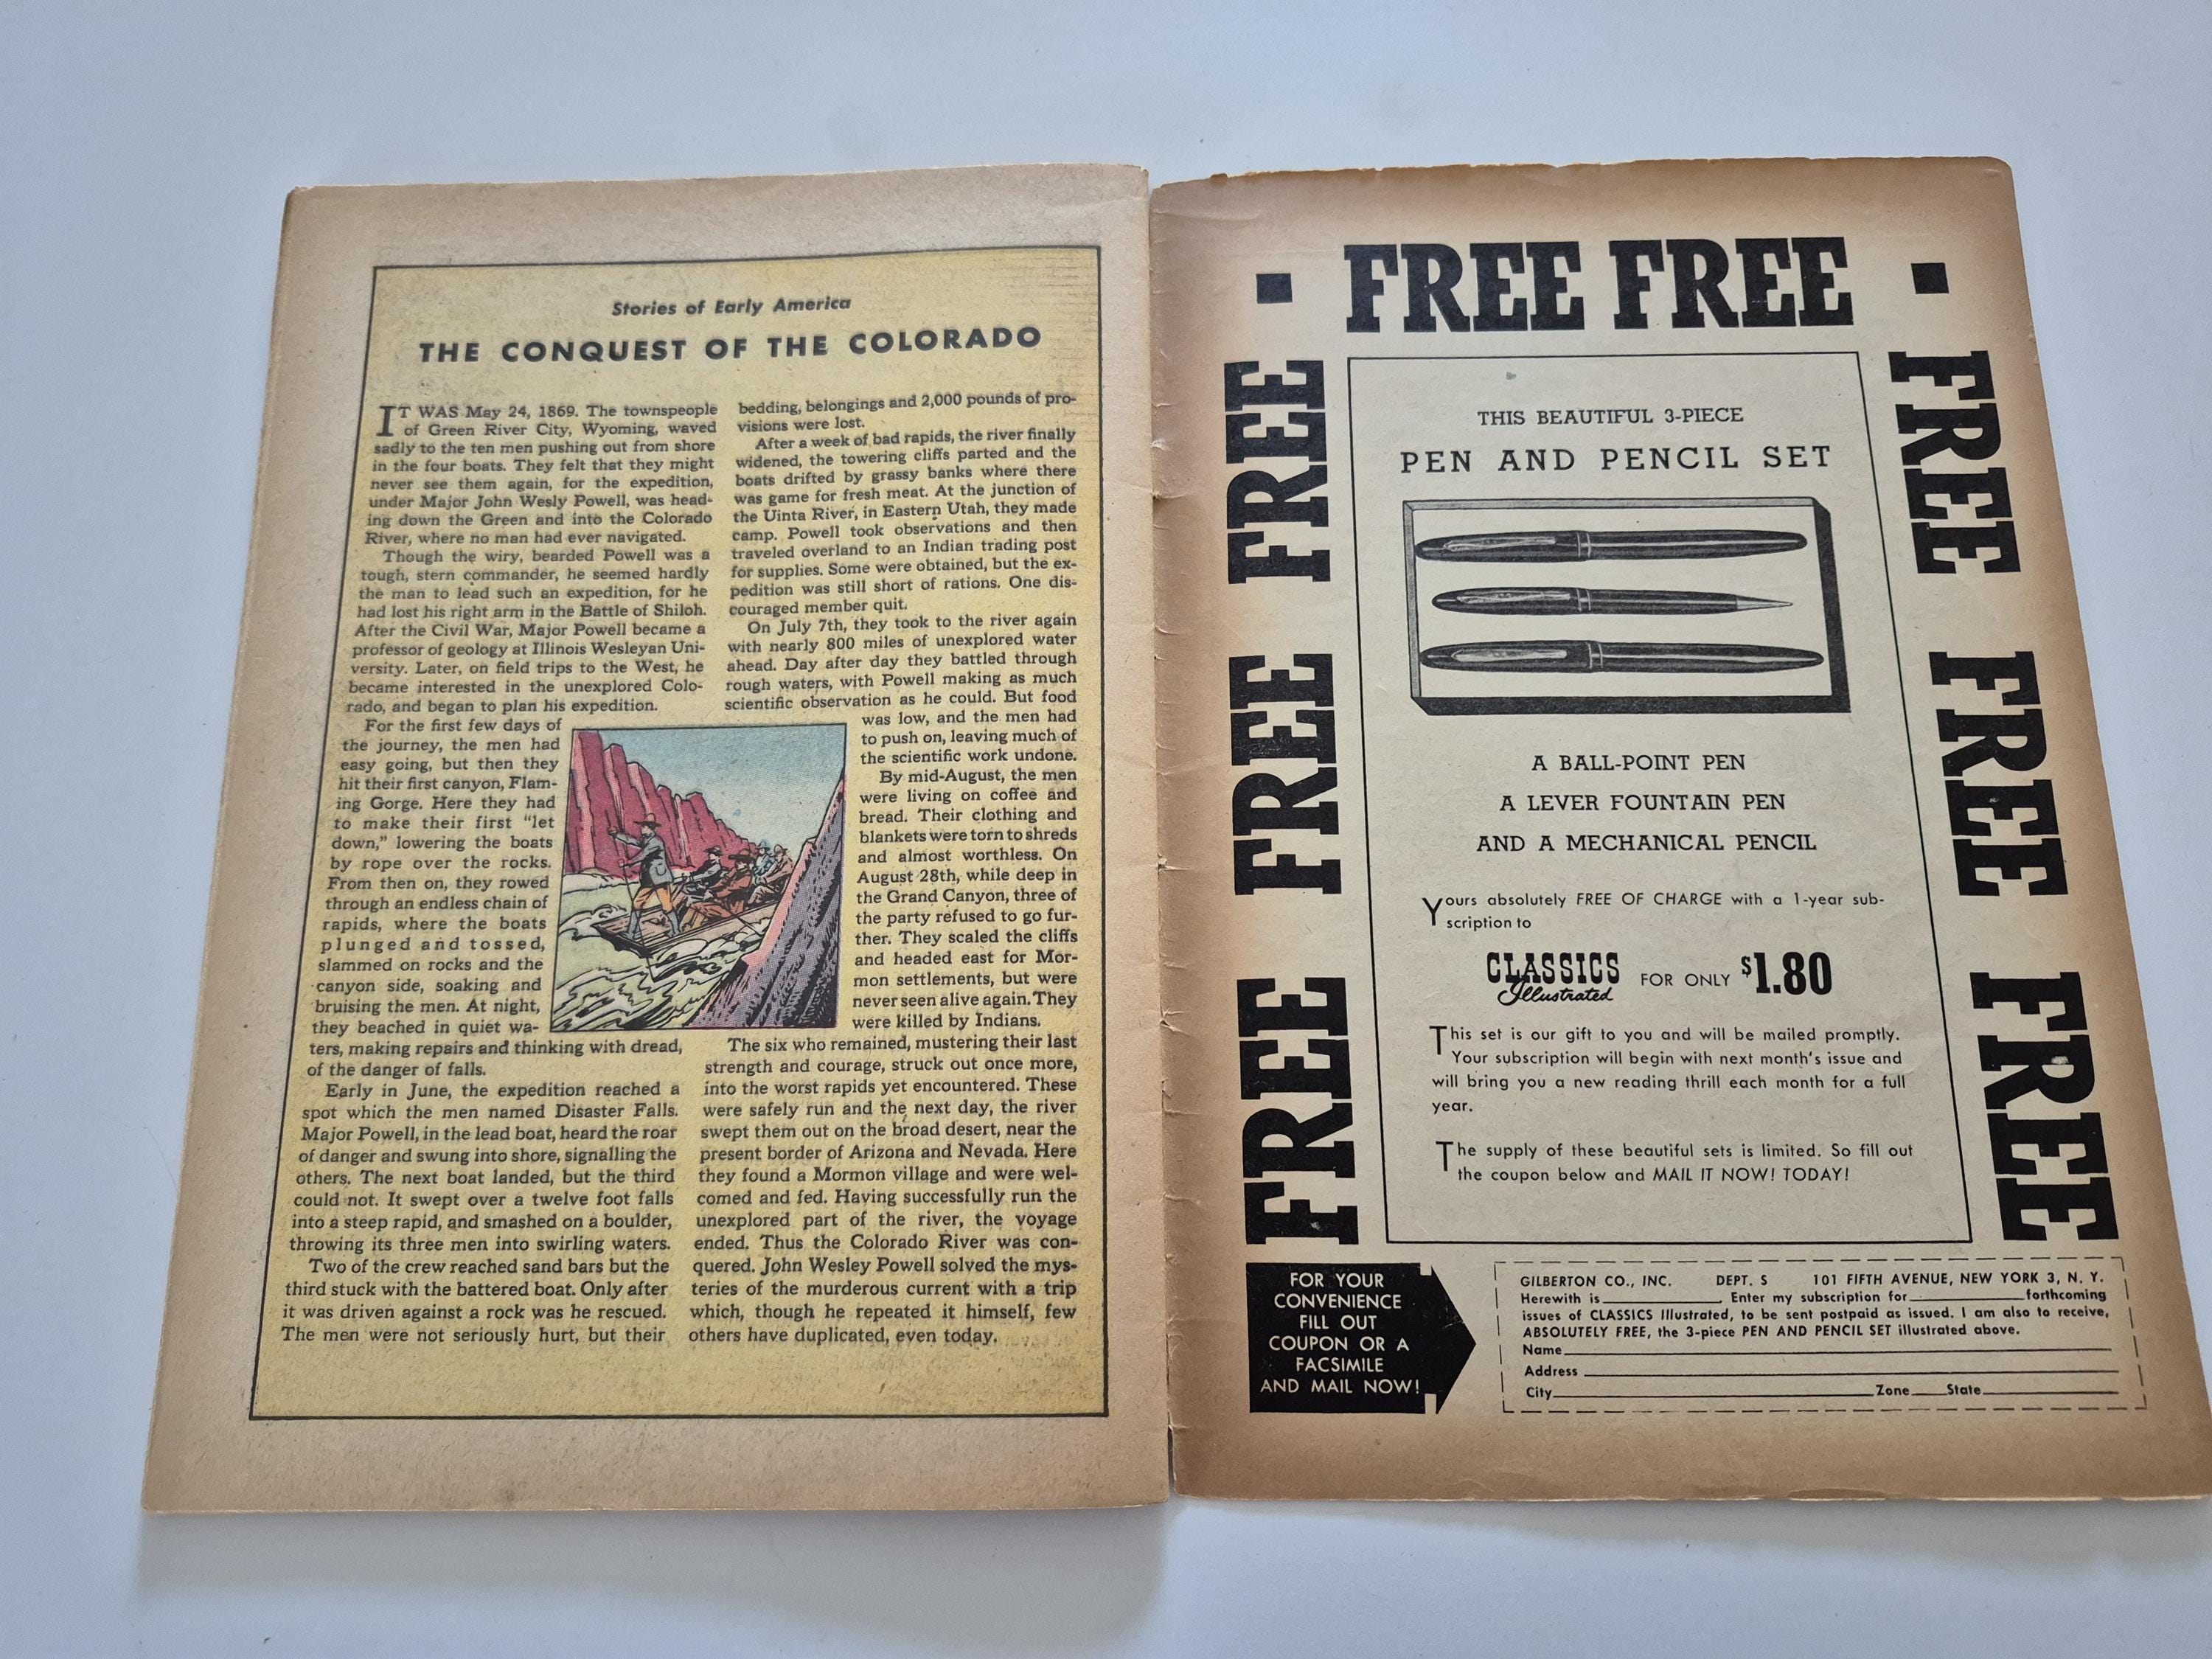 Stories of Early America
THE CONQUEST OF THE COLORADO
IT WAS May 24, 1869. The townspeople
of Green River City, Wyoming, waved
sadly to the ten men pushing out from shore
in the four boats. They felt that they might
never see them again, for the expedition,
under Major John Wesly Powell, was head-
ing down the Green and into the Colorado
River, where no man had ever navigated.
Though the wiry, bearded Powell was a
tough, stern commander, he seemed hardly
the man to lead such an expedition, for he
had lost his right arm in the Battle of Shiloh.
After the Civil War, Major Powell became a
professor of geology at Illinois Wesleyan Uni-
versity. Later, on field trips to the West, he
became interested in the unexplored Colo-
rado, and began to plan his expedition.
For the first few days of
the journey, the men had
easy going, but then they
hit their first canyon, Flam-
ing Gorge. Here they had
to make their first "let
down," lowering the boats
by rope over the rocks.
From then on, they rowed
through an endless chain of
rapids, where the boats
plunged and tossed,
slammed on rocks and the
canyon side, soaking and
bruising the men. At night,
they beached in quiet wa-
ters, making repairs and thinking with dread,
of the danger of falls.
Early in June, the expedition reached a
spot which the men named Disaster Falls.
Major Powell, in the lead boat, heard the roar
of danger and swung into shore, signalling the
others. The next boat landed, but the third
could not. It swept over a twelve foot falls
into a steep rapid, and smashed on a boulder,
throwing its three men into swirling waters.
Two of the crew reached sand bars but the
third stuck with the battered boat. Only after
it was driven against a rock was he rescued.
The men were not seriously hurt, but their
bedding, belongings and 2,000 pounds of pro-
visions were lost.
After a week of bad rapids, the river finally
widened, the towering cliffs parted and the
boats drifted by grassy banks where there
was game for fresh meat. At the junction of
the Uinta River, in Eastern Utah, they made
camp. Powell took observations and then
traveled overland to an Indian trading post
for supplies. Some were obtained, but the ex-
pedition was still short of rations. One dis-
couraged member quit.
On July 7th, they took to the river again
with nearly 800 miles of unexplored water
ahead. Day after day they battled through
rough waters, with Powell making as much
scientific observation as he could. But food
was low, and the men had
to push on, leaving much of
the scientific work undone.
By mid-August, the men
were living on coffee and
bread. Their clothing and
blankets were torn to shreds
and almost worthless. On
August 28th, while deep in
the Grand Canyon, three of
the party refused to go fur-
ther. They scaled the cliffs
and headed east for Mor-
mon settlements, but were
never seen alive again. They
were killed by Indians.
The six who remained, mustering their last
strength and courage, struck out once more,
into the worst rapids yet encountered. These
were safely run and the next day, the river
swept them out on the broad desert, near the
present border of Arizona and Nevada. Here
they found a Mormon village and were wel-
comed and fed. Having successfully run the
unexplored part of the river, the voyage
ended. Thus the Colorado River was con-
quered. John Wesley Powell solved the mys-
teries of the murderous current with a trip
which, though he repeated it himself, few
others have duplicated, even today.
FREE FREE
FREE FREE FREE
FREE FREE FREE
THIS BEAUTIFUL 3-PIECE
PEN AND PENCIL SET
A BALL-POINT PEN
A LEVER FOUNTAIN PEN
AND A MECHANICAL PENCIL
Yours absolutely FREE OF CHARGE with a 1-year sub-
scription to
CLASSICS Illustrated FOR ONLY $1.80
This set is our gift to you and will be mailed promptly.
Your subscription will begin with next month's issue and
will bring you a new reading thrill each month for a full
year.
The supply of these beautiful sets is limited. So fill out
the coupon below and MAIL IT NOW! TODAY!
FOR YOUR
CONVENIENCE
FILL OUT
COUPON OR A
FACSIMILE
AND MAIL NOW!
GILBERTON CO., INC. DEPT. S 101 FIFTH AVENUE, NEW YORK 3, N. Y.
Herewith is__________. Enter my subscription for__________forthcoming
issues of CLASSICS Illustrated, to be sent postpaid as issued. I am also to receive,
ABSOLUTELY FREE, the 3-piece PEN AND PENCIL SET illustrated above.
Name__________
Address__________
City__________Zone____State__________